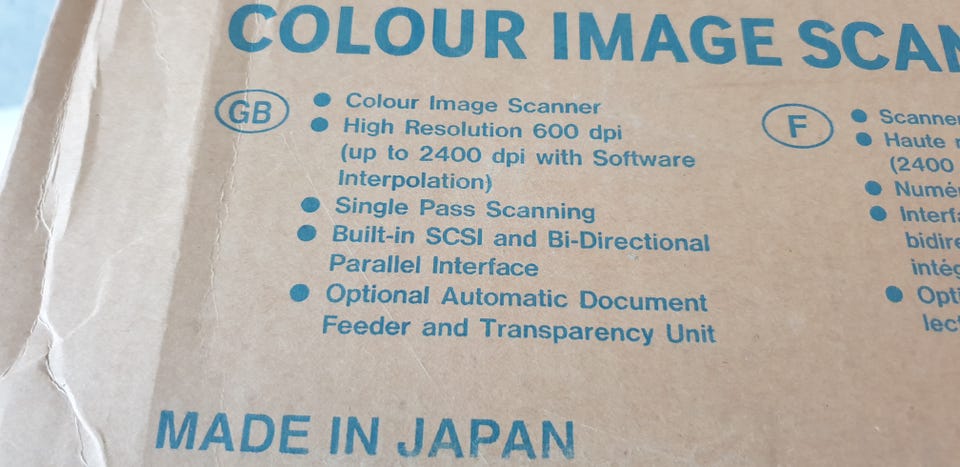 COLOUR IMAGE SCAN
GB
● Colour Image Scanner
● High Resolution 600 dpi
(up to 2400 dpi with Software
Interpolation)
● Single Pass Scanning
● Built-in SCSI and Bi-Directional
Parallel Interface
● Optional Automatic Document
Feeder and Transparency Unit
F
● Scanner
● Haute
(2400
● Numé
● Interfa
bidire
intég
● Opti
lect
MADE IN JAPAN